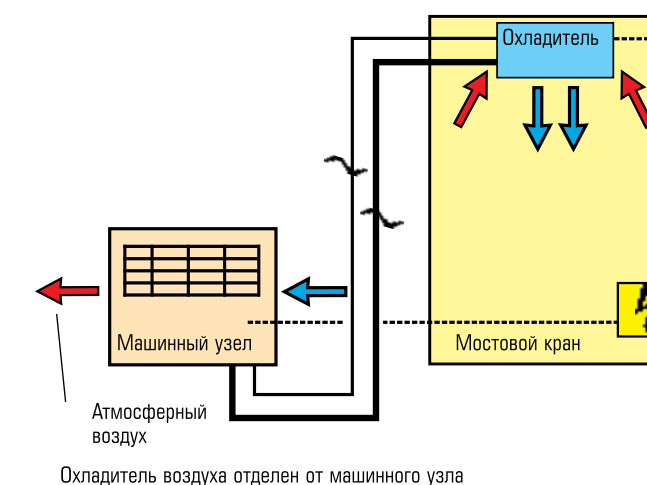 Охладитель
Машинный узел
Мостовой кран
Атмосферный
воздух
Охладитель воздуха отделен от машинного узла